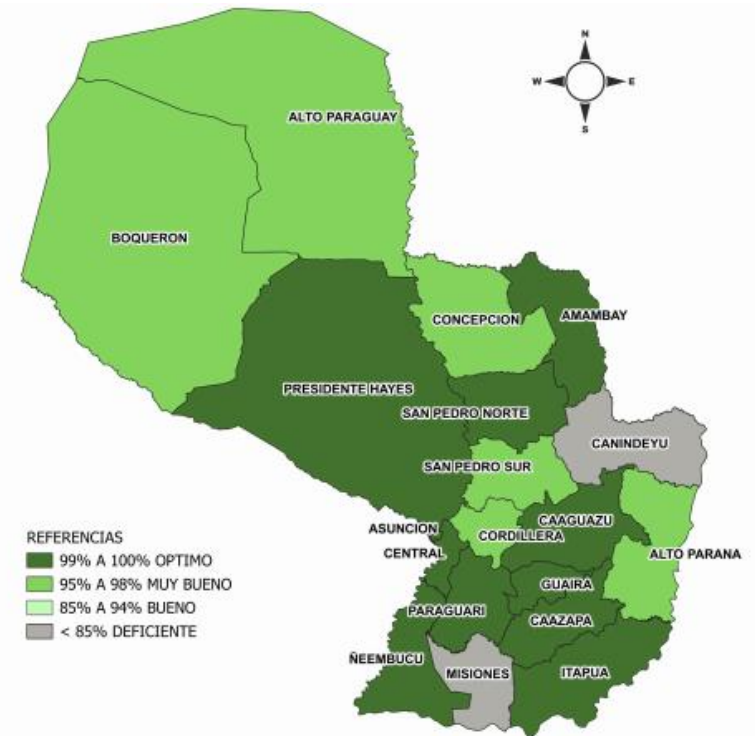 N
W E
S
ALTO PARAGUAY
BOQUERON
CONCEPCION
AMAMBAY
PRESIDENTE HAYES
SAN PEDRO NORTE
CANINDEYU
SAN PEDRO SUR
CAAGUAZU
ASUNCION
CORDILLERA
CENTRAL
ALTO PARANA
GUAIRA
PARAGUARI
CAAZAPA
ÑEEMBUCU
MISIONES
ITAPUA
REFERENCIAS
99% A 100% OPTIMO
95% A 98% MUY BUENO
85% A 94% BUENO
< 85% DEFICIENTE